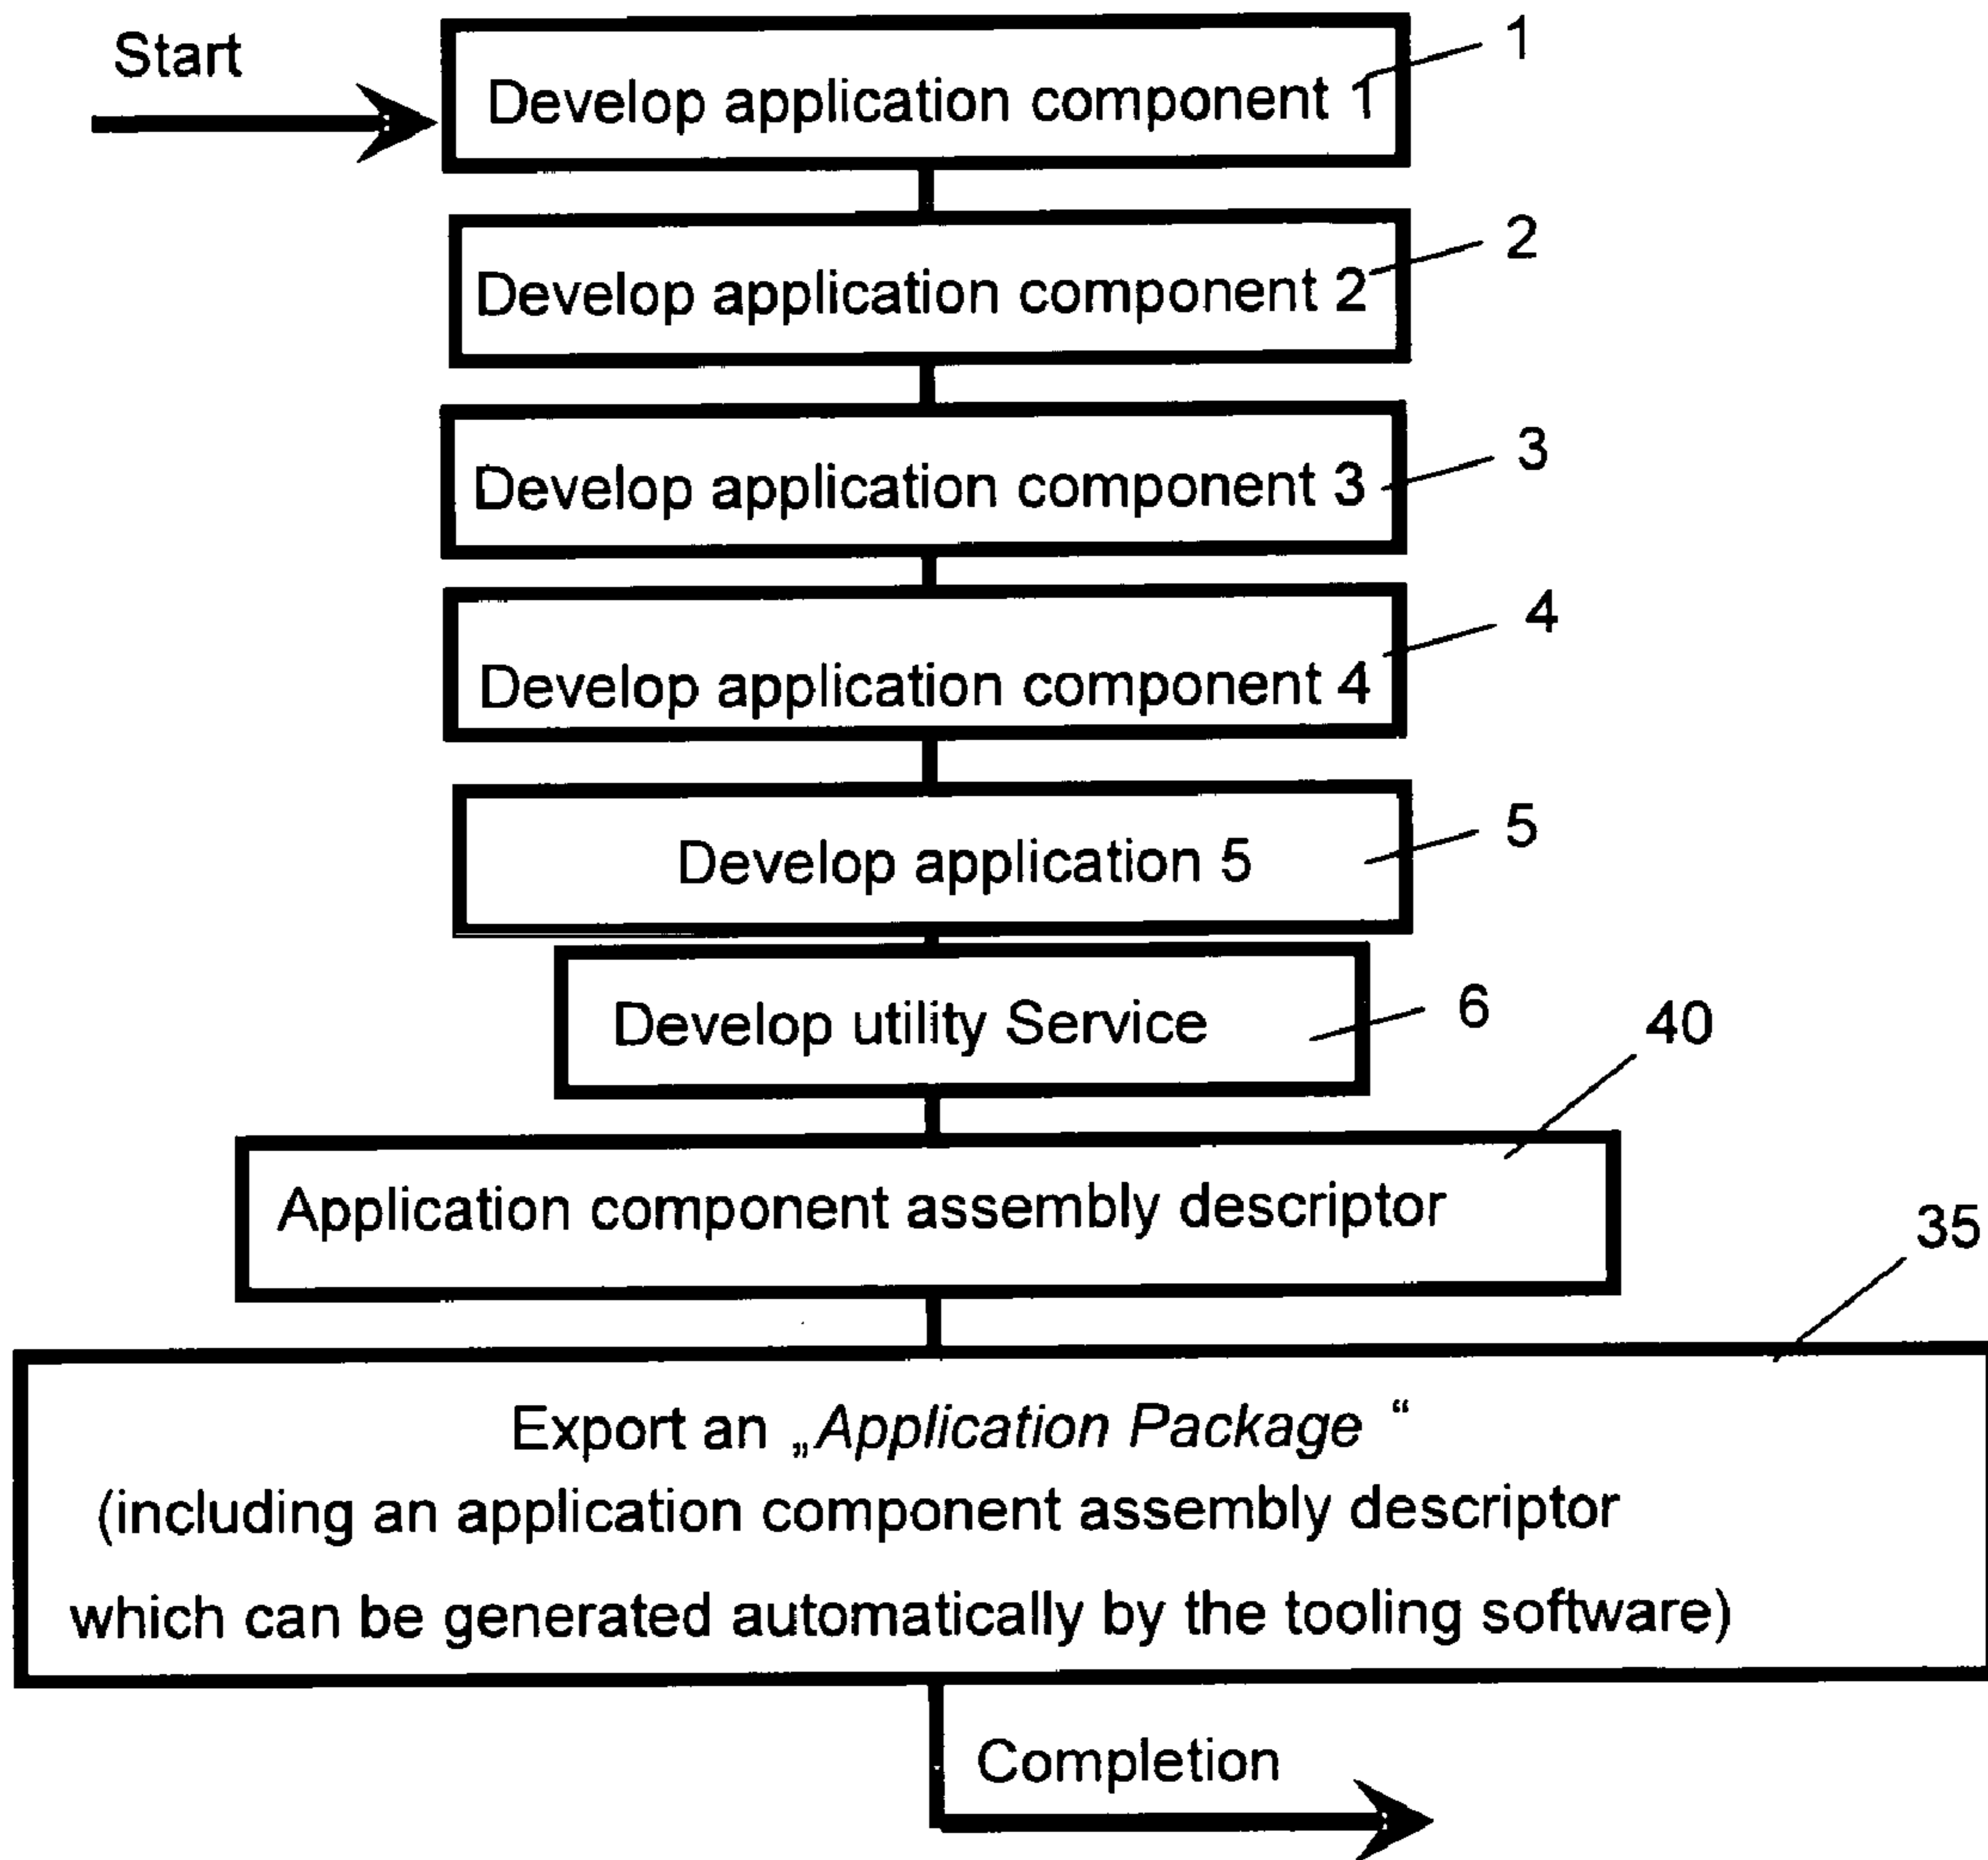 Start
1
Develop application component 1
2
Develop application component 2
3
Develop application component 3
4
Develop application component 4
5
Develop application 5
6
Develop utility Service
40
Application component assembly descriptor
35
Export an „Application Package “
(including an application component assembly descriptor
which can be generated automatically by the tooling software)
Completion